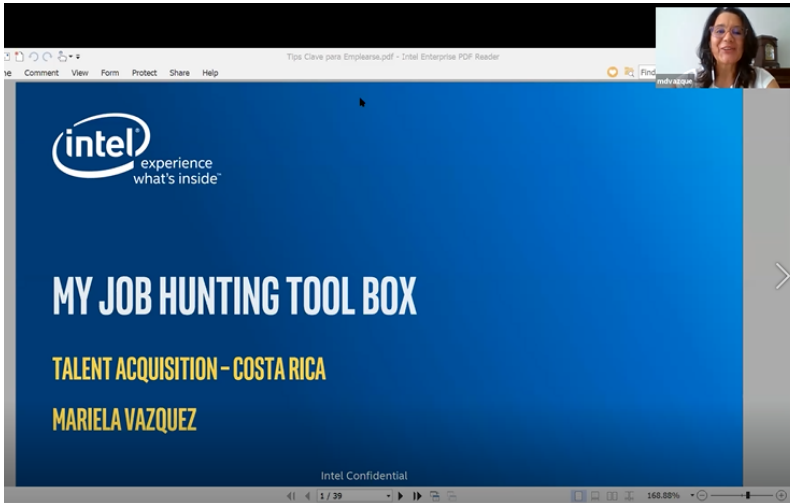 Tips Clave para Emplearse.pdf - Intel Enterprise PDF Reader
Comment View Form Protect Share Help
Find
mdvazque
intel®
experience
what's inside™
MY JOB HUNTING TOOL BOX
TALENT ACQUISITION – COSTA RICA
MARIELA VAZQUEZ
Intel Confidential
1 / 39
168.88%